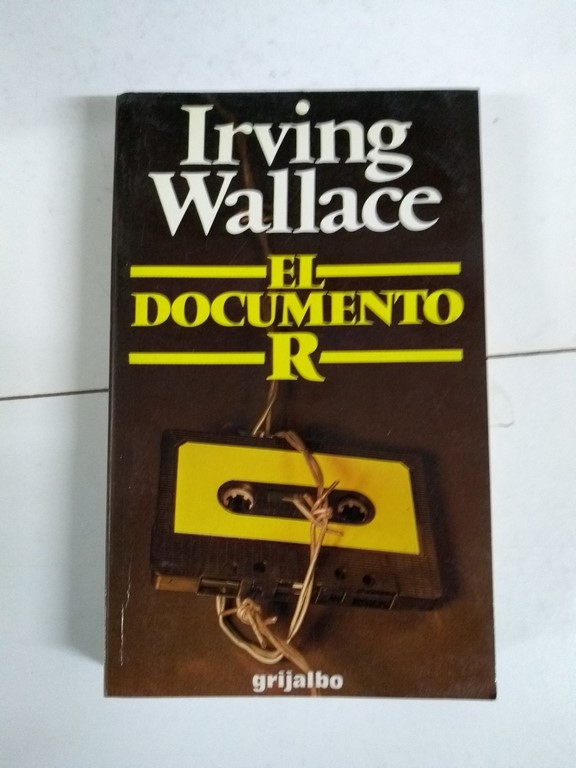 Irving
Wallace
EL
DOCUMENTO
R
grijalbo